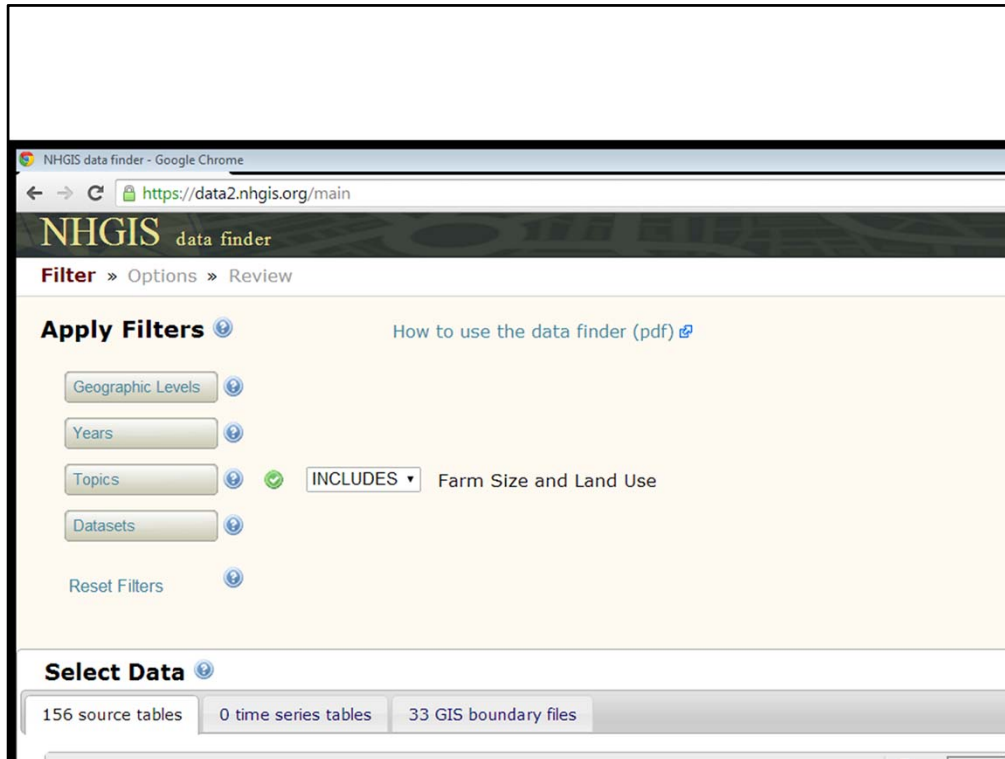 NHGIS data finder - Google Chrome
https://data2.nhgis.org/main
NHGIS data finder
Filter » Options » Review
Apply Filters
How to use the data finder (pdf)
Geographic Levels
Years
Topics INCLUDES Farm Size and Land Use
Datasets
Reset Filters
Select Data
156 source tables 0 time series tables 33 GIS boundary files